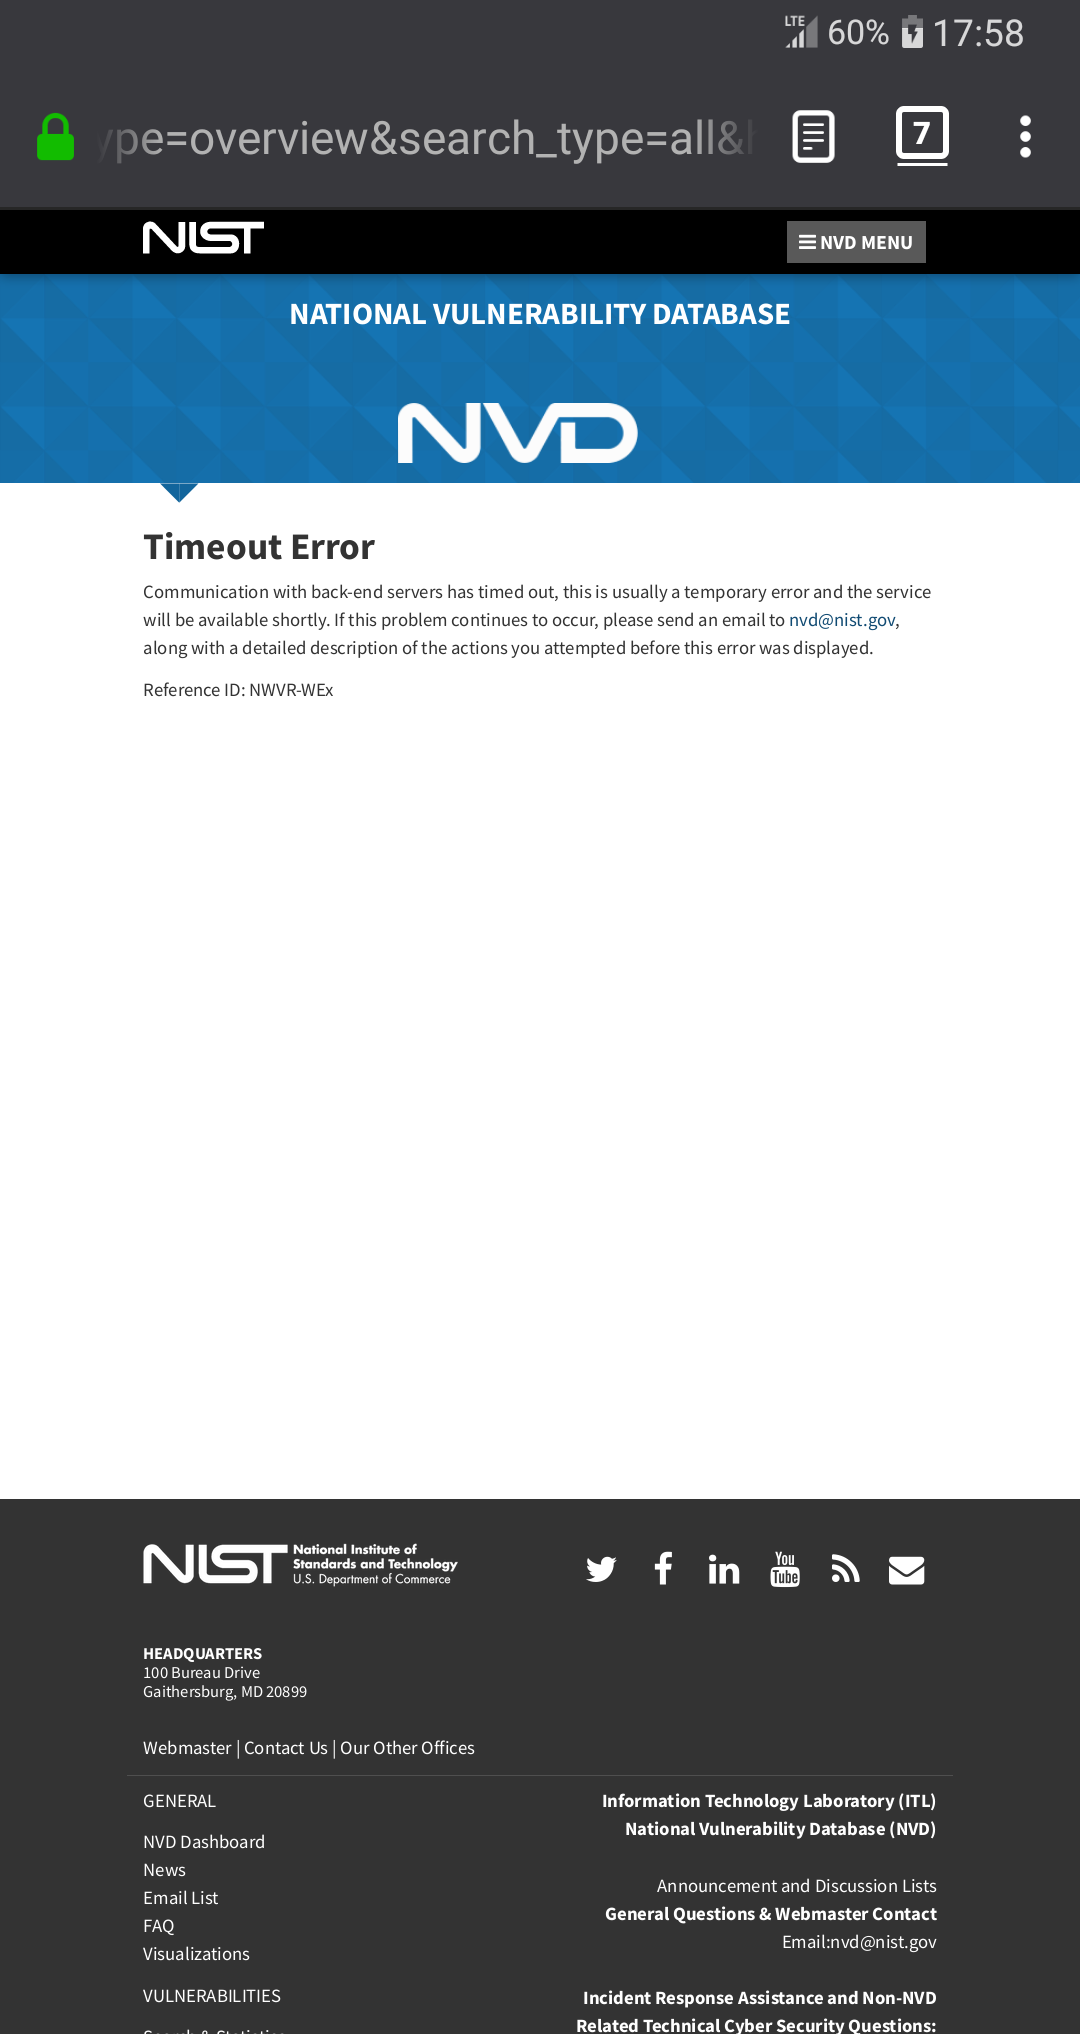 LTE 60% 17:58
ype=overview&search_type=all&h
7
NIST
NVD MENU
NATIONAL VULNERABILITY DATABASE
NVD
Timeout Error
Communication with back-end servers has timed out, this is usually a temporary error and the service
will be available shortly. If this problem continues to occur, please send an email to nvd@nist.gov,
along with a detailed description of the actions you attempted before this error was displayed.
Reference ID: NWVR-WEx
NIST
National Institute of
Standards and Technology
U.S. Department of Commerce
You
Tube
HEADQUARTERS
100 Bureau Drive
Gaithersburg, MD 20899
Webmaster | Contact Us | Our Other Offices
GENERAL
NVD Dashboard
News
Email List
FAQ
Visualizations
VULNERABILITIES
Search & Statistics
Information Technology Laboratory (ITL)
National Vulnerability Database (NVD)
Announcement and Discussion Lists
General Questions & Webmaster Contact
Email:nvd@nist.gov
Incident Response Assistance and Non-NVD
Related Technical Cyber Security Questions: